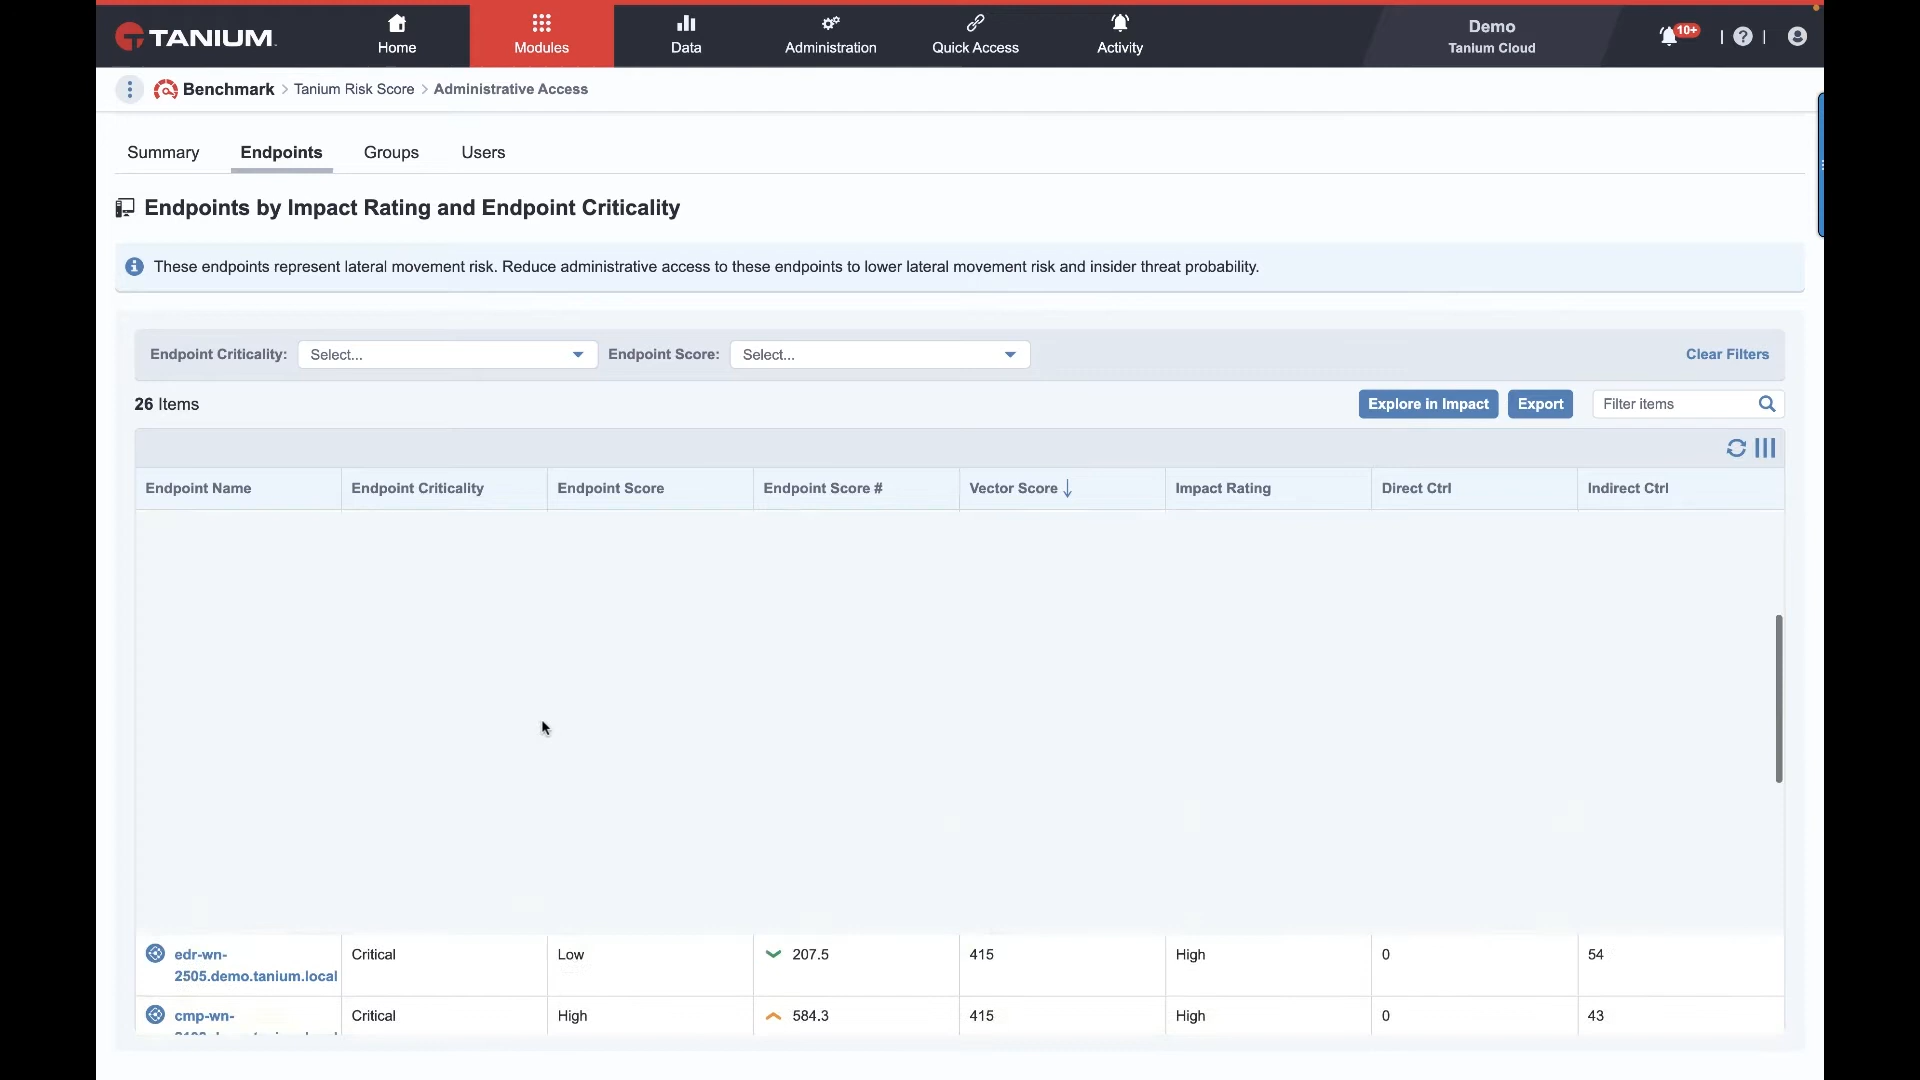 TANIUM
Home
Modules
Data
Administration
Quick Access
Activity
Demo
Tanium Cloud
10+
Benchmark > Tanium Risk Score > Administrative Access
Summary
Endpoints
Groups
Users
Endpoints by Impact Rating and Endpoint Criticality
These endpoints represent lateral movement risk. Reduce administrative access to these endpoints to lower lateral movement risk and insider threat probability.
Endpoint Criticality: Select...
Endpoint Score: Select...
Clear Filters
26 Items
Explore in Impact
Export
Filter items
Endpoint Name
Endpoint Criticality
Endpoint Score
Endpoint Score #
Vector Score
Impact Rating
Direct Ctrl
Indirect Ctrl
edr-wn-
2505.demo.tanium.local
Critical
Low
207.5
415
High
0
54
cmp-wn-
Critical
High
584.3
415
High
0
43